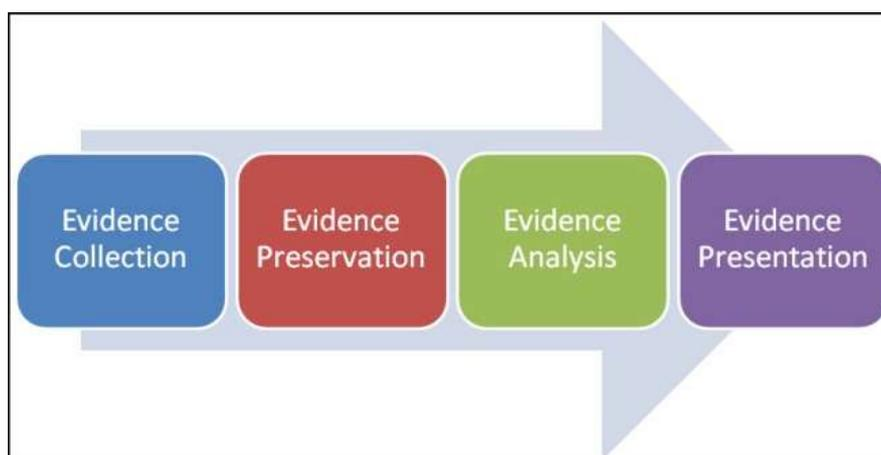 Evidence
Collection
Evidence
Preservation
Evidence
Analysis
Evidence
Presentation